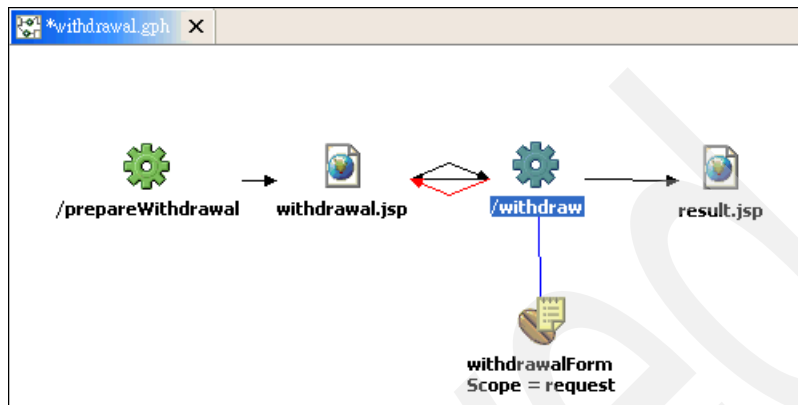 *withdrawal.gph X
/prepareWithdrawal withdrawal.jsp /withdraw result.jsp
withdrawalForm
Scope = request